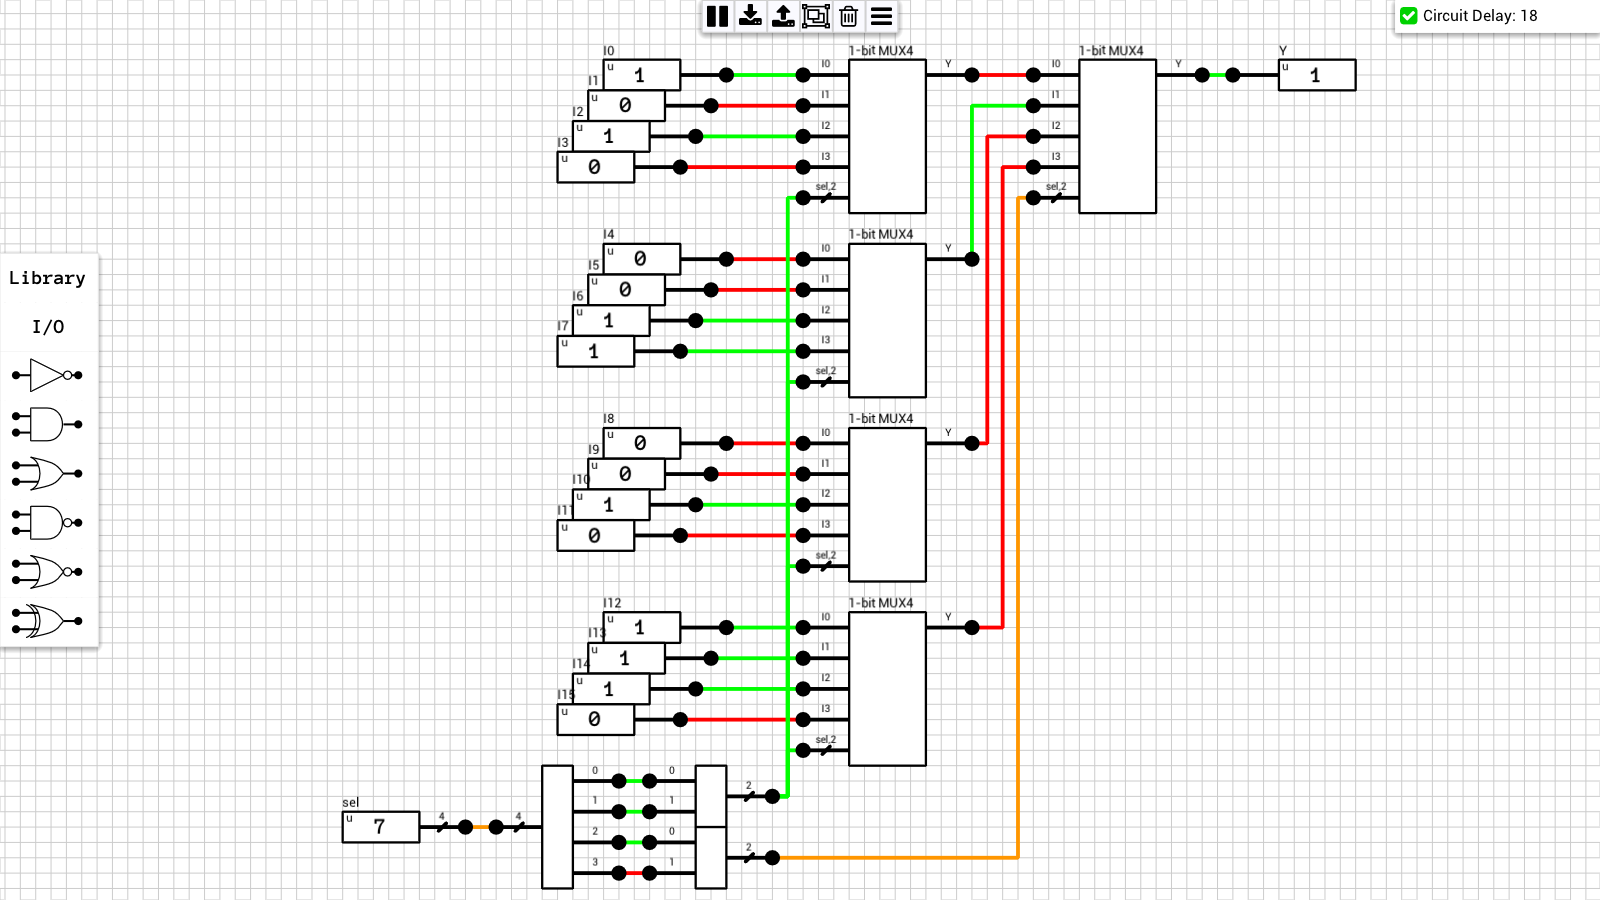 Circuit Delay: 18
I0
u 1
I1
u 0
I2
u 1
I3
u 0
1-bit MUX4
I0
I1
I2
I3
sel,2
Y
1-bit MUX4
I0
I1
I2
I3
sel,2
Y
Y
u 1
I4
u 0
I5
u 0
I6
u 1
I7
u 1
1-bit MUX4
I0
I1
I2
I3
sel,2
Y
Library
I/O
I8
u 0
I9
u 0
I10
u 1
I11
u 0
1-bit MUX4
I0
I1
I2
I3
sel,2
Y
I12
u 1
I13
u 1
I14
u 1
I15
u 0
1-bit MUX4
I0
I1
I2
I3
sel,2
Y
sel
u 7
4
4
0 0
1 1
2 0
3 1
2
2